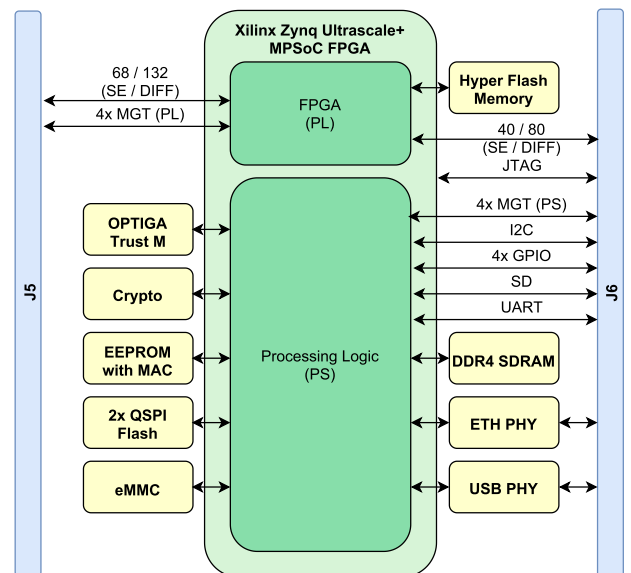 Xilinx Zynq Ultrascale+
MPSoC FPGA
68 / 132
(SE / DIFF)
4x MGT (PL)
FPGA
(PL)
Hyper Flash
Memory
40 / 80
(SE / DIFF)
JTAG
4x MGT (PS)
I2C
4x GPIO
SD
UART
OPTIGA
Trust M
Crypto
EEPROM
with MAC
2x QSPI
Flash
eMMC
Processing Logic
(PS)
DDR4 SDRAM
ETH PHY
USB PHY
J5
J6